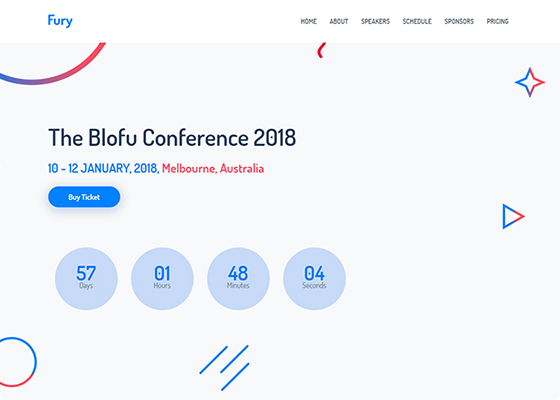 Fury
HOME ABOUT SPEAKERS SCHEDULE SPONSORS PRICING
The Blofu Conference 2018
10 - 12 JANUARY, 2018, Melbourne, Australia
Buy Ticket
57 01 48 04
Days Hours Minutes Seconds